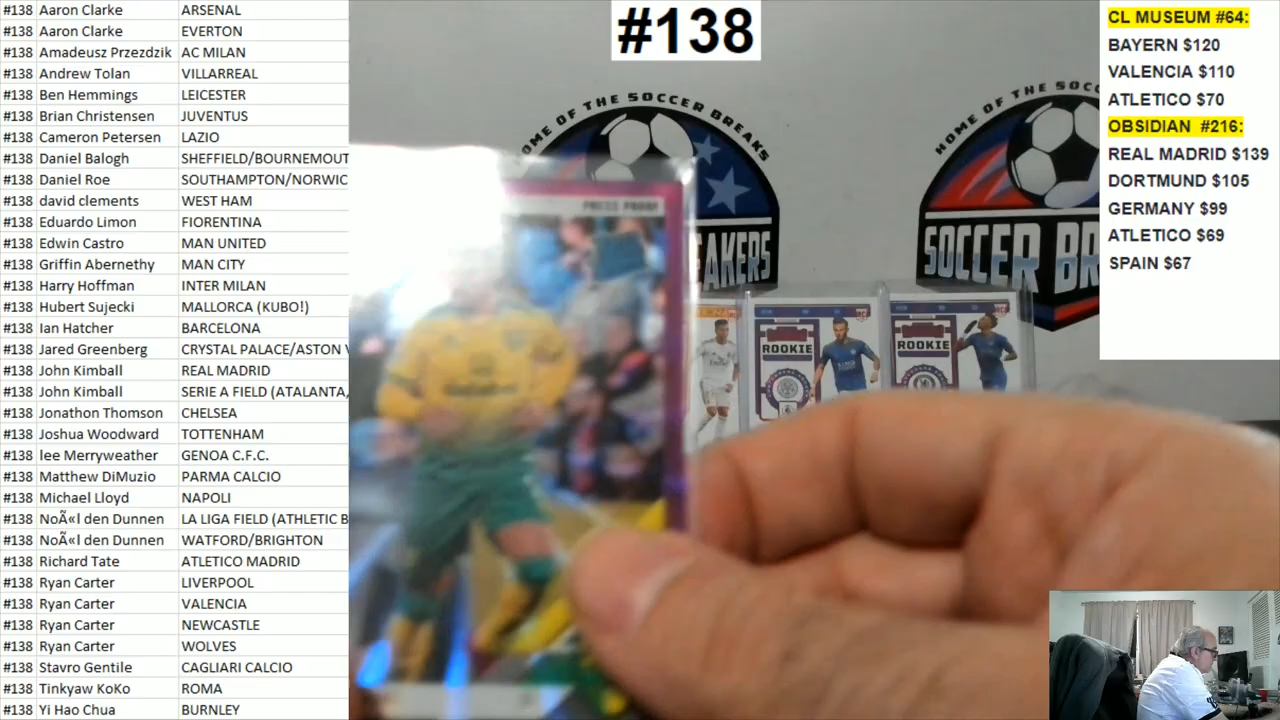 #138 Aaron Clarke ARSENAL
#138 Aaron Clarke EVERTON
#138 Amadeusz Przezdzik AC MILAN
#138 Andrew Tolan VILLARREAL
#138 Ben Hemmings LEICESTER
#138 Brian Christensen JUVENTUS
#138 Cameron Petersen LAZIO
#138 Daniel Balogh SHEFFIELD/BOURNEMOUT
#138 Daniel Roe SOUTHAMPTON/NORWIC
#138 david clements WEST HAM
#138 Eduardo Limon FIORENTINA
#138 Edwin Castro MAN UNITED
#138 Griffin Abernethy MAN CITY
#138 Harry Hoffman INTER MILAN
#138 Hubert Sujecki MALLORCA (KUBO!)
#138 Ian Hatcher BARCELONA
#138 Jared Greenberg CRYSTAL PALACE/ASTON V
#138 John Kimball REAL MADRID
#138 John Kimball SERIE A FIELD (ATALANTA,
#138 Jonathon Thomson CHELSEA
#138 Joshua Woodward TOTTENHAM
#138 lee Merryweather GENOA C.F.C.
#138 Matthew DiMuzio PARMA CALCIO
#138 Michael Lloyd NAPOLI
#138 NoÃ«l den Dunnen LA LIGA FIELD (ATHLETIC B
#138 NoÃ«l den Dunnen WATFORD/BRIGHTON
#138 Richard Tate ATLETICO MADRID
#138 Ryan Carter LIVERPOOL
#138 Ryan Carter VALENCIA
#138 Ryan Carter NEWCASTLE
#138 Ryan Carter WOLVES
#138 Stavro Gentile CAGLIARI CALCIO
#138 Tinkyaw KoKo ROMA
#138 Yi Hao Chua BURNLEY
#138
OME OF THE SOCCER BREAKS
AKERS
HOME OF THE SOCCE
SOCCER BR
PRESS PROOF
ROOKIE
ROOKIE
CL MUSEUM #64:
BAYERN $120
VALENCIA $110
ATLETICO $70
OBSIDIAN #216:
REAL MADRID $139
DORTMUND $105
GERMANY $99
ATLETICO $69
SPAIN $67